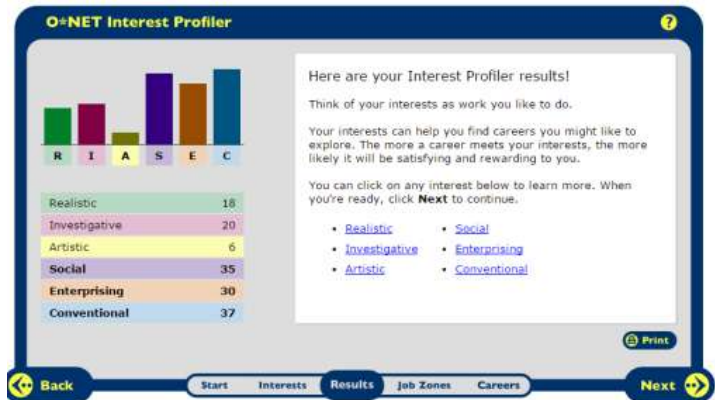 O*NET Interest Profiler
?
R I A S E C
Realistic 18
Investigative 20
Artistic 6
Social 35
Enterprising 30
Conventional 37
Here are your Interest Profiler results!
Think of your interests as work you like to do.
Your interests can help you find careers you might like to
explore. The more a career meets your interests, the more
likely it will be satisfying and rewarding to you.
You can click on any interest below to learn more. When
you're ready, click Next to continue.
• Realistic • Social
• Investigative • Enterprising
• Artistic • Conventional
Print
Back Start Interests Results Job Zones Careers Next